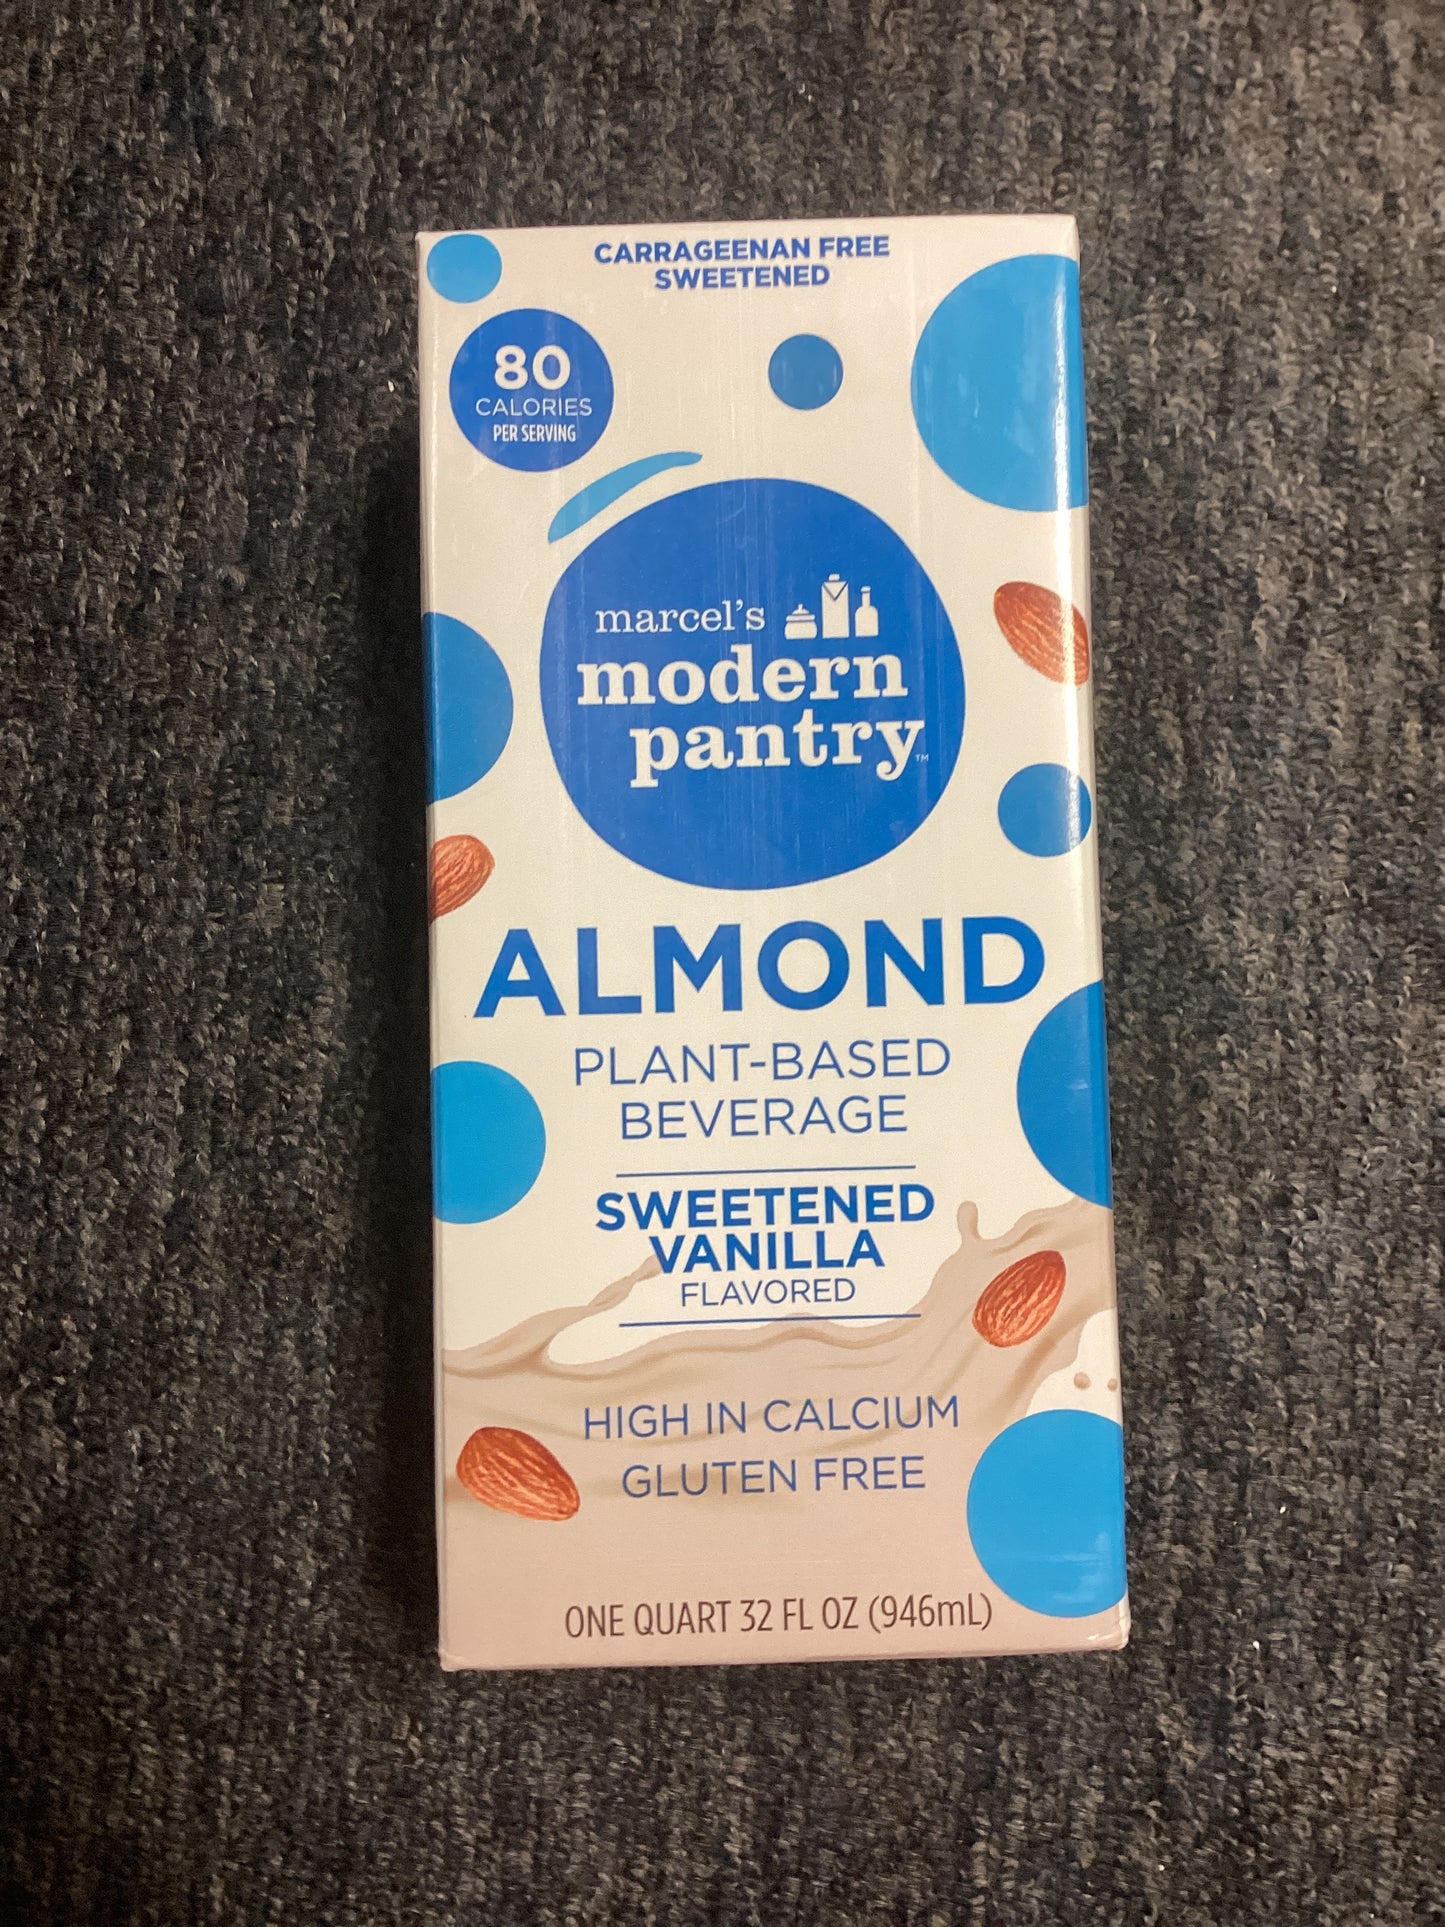 CARRAGEENAN FREE
SWEETENED
80
CALORIES
PER SERVING
marcel's
modern
pantry™
ALMOND
PLANT-BASED
BEVERAGE
SWEETENED
VANILLA
FLAVORED
HIGH IN CALCIUM
GLUTEN FREE
ONE QUART 32 FL OZ (946mL)